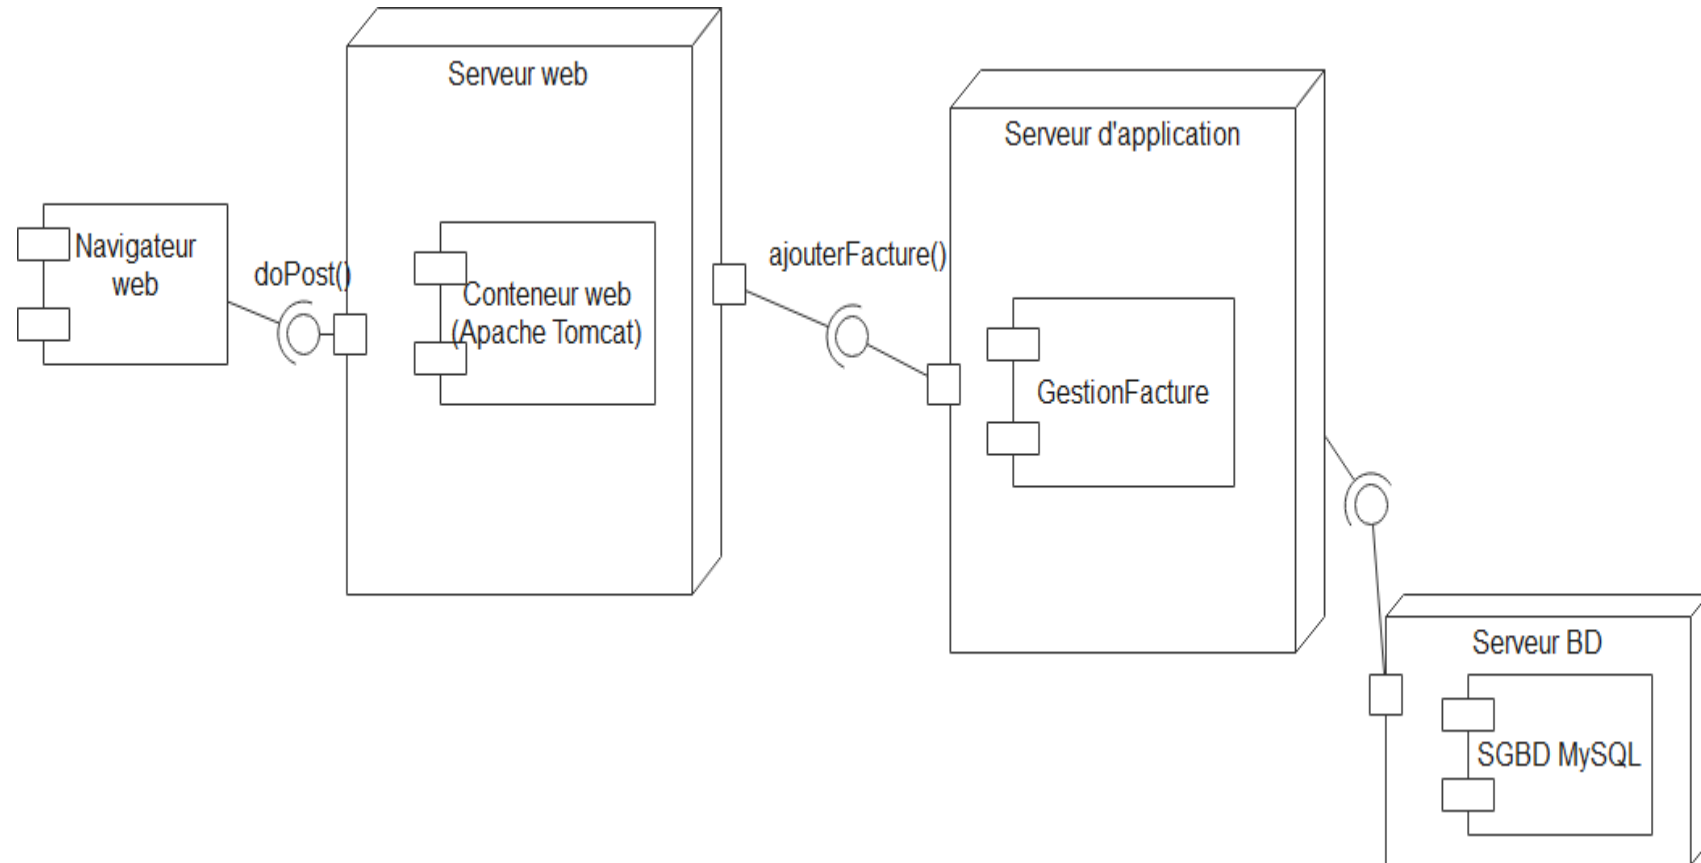 Serveur web
Serveur d'application
Navigateur
web
doPost()
ajouterFacture()
Conteneur web
(Apache Tomcat)
GestionFacture
Serveur BD
SGBD MySQL